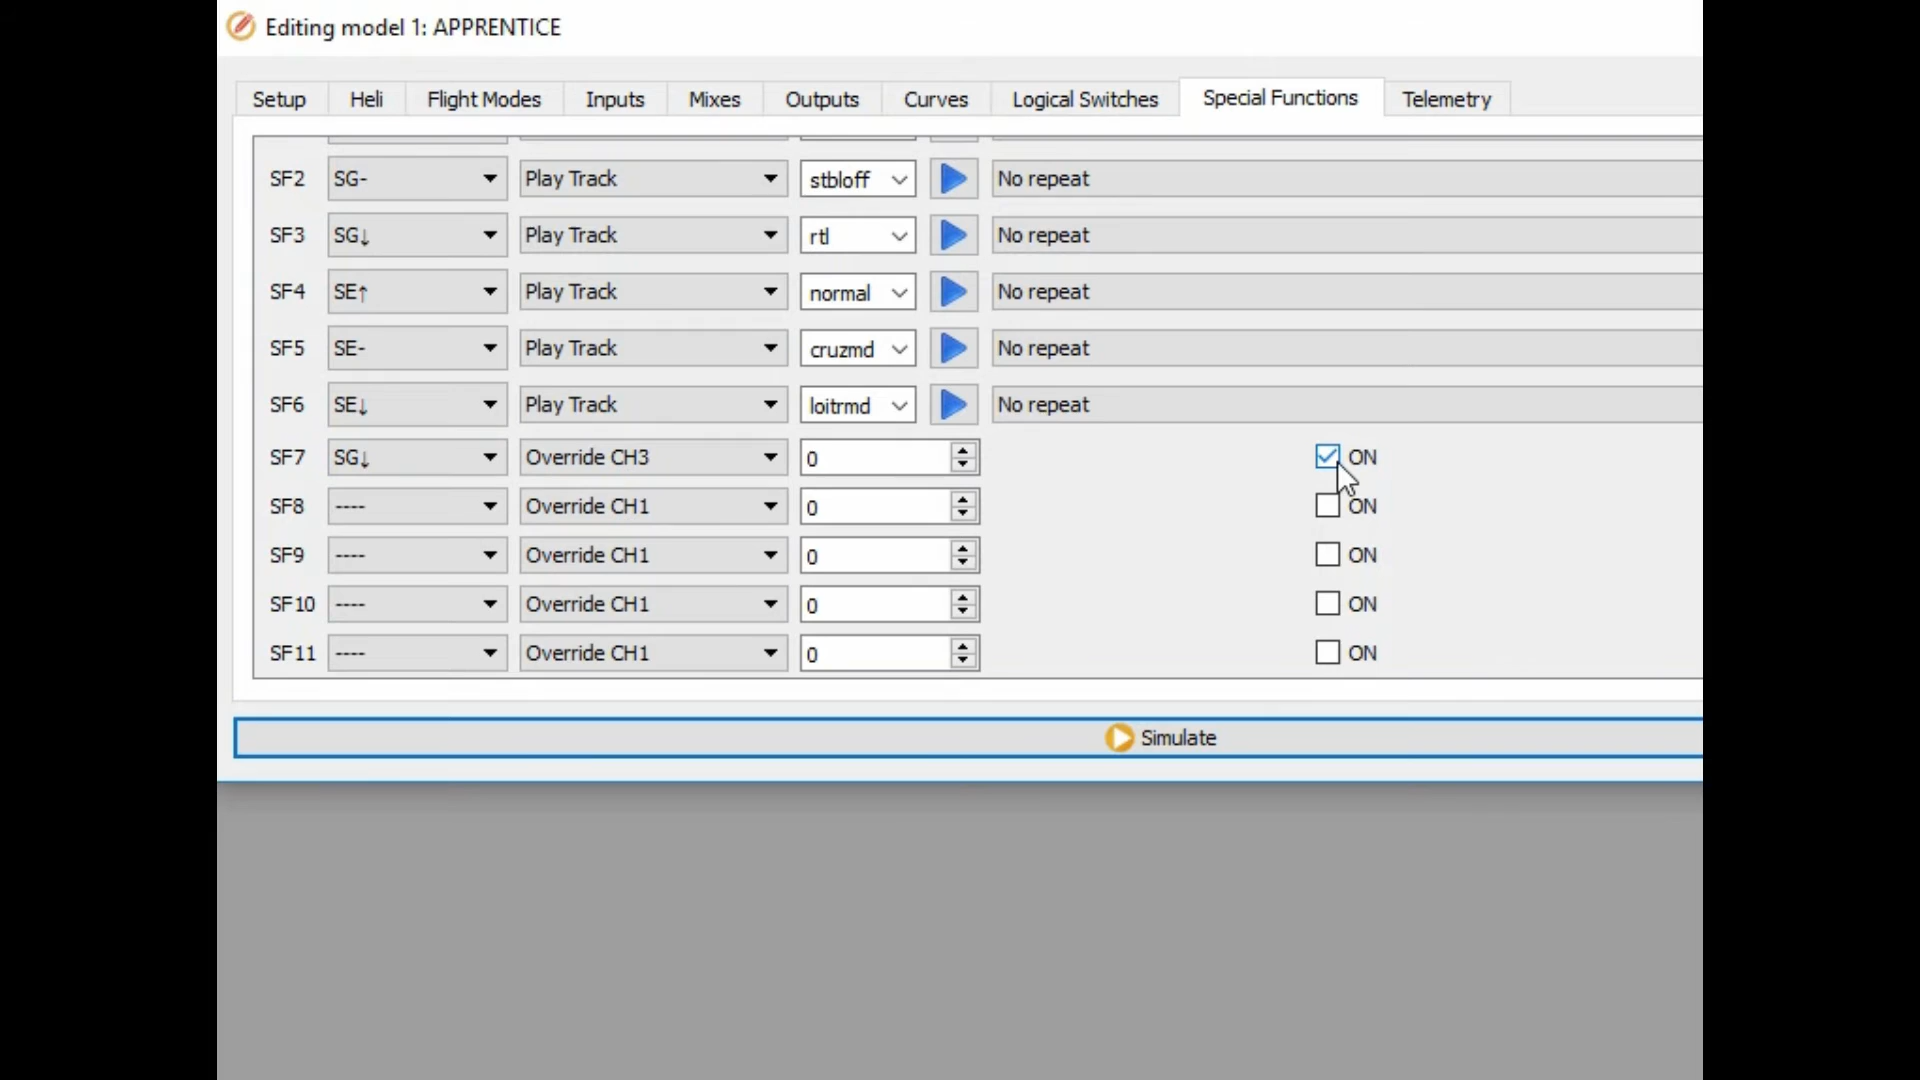 Editing model 1: APPRENTICE
Setup Heli Flight Modes Inputs Mixes Outputs Curves Logical Switches Special Functions Telemetry
SF2 SG- Play Track stbloff No repeat
SF3 SG↓ Play Track rtl No repeat
SF4 SE↑ Play Track normal No repeat
SF5 SE- Play Track cruzmd No repeat
SF6 SE↓ Play Track loitrmd No repeat
SF7 SG↓ Override CH3 0 ON
SF8 ---- Override CH1 0 ON
SF9 ---- Override CH1 0 ON
SF10 ---- Override CH1 0 ON
SF11 ---- Override CH1 0 ON
Simulate